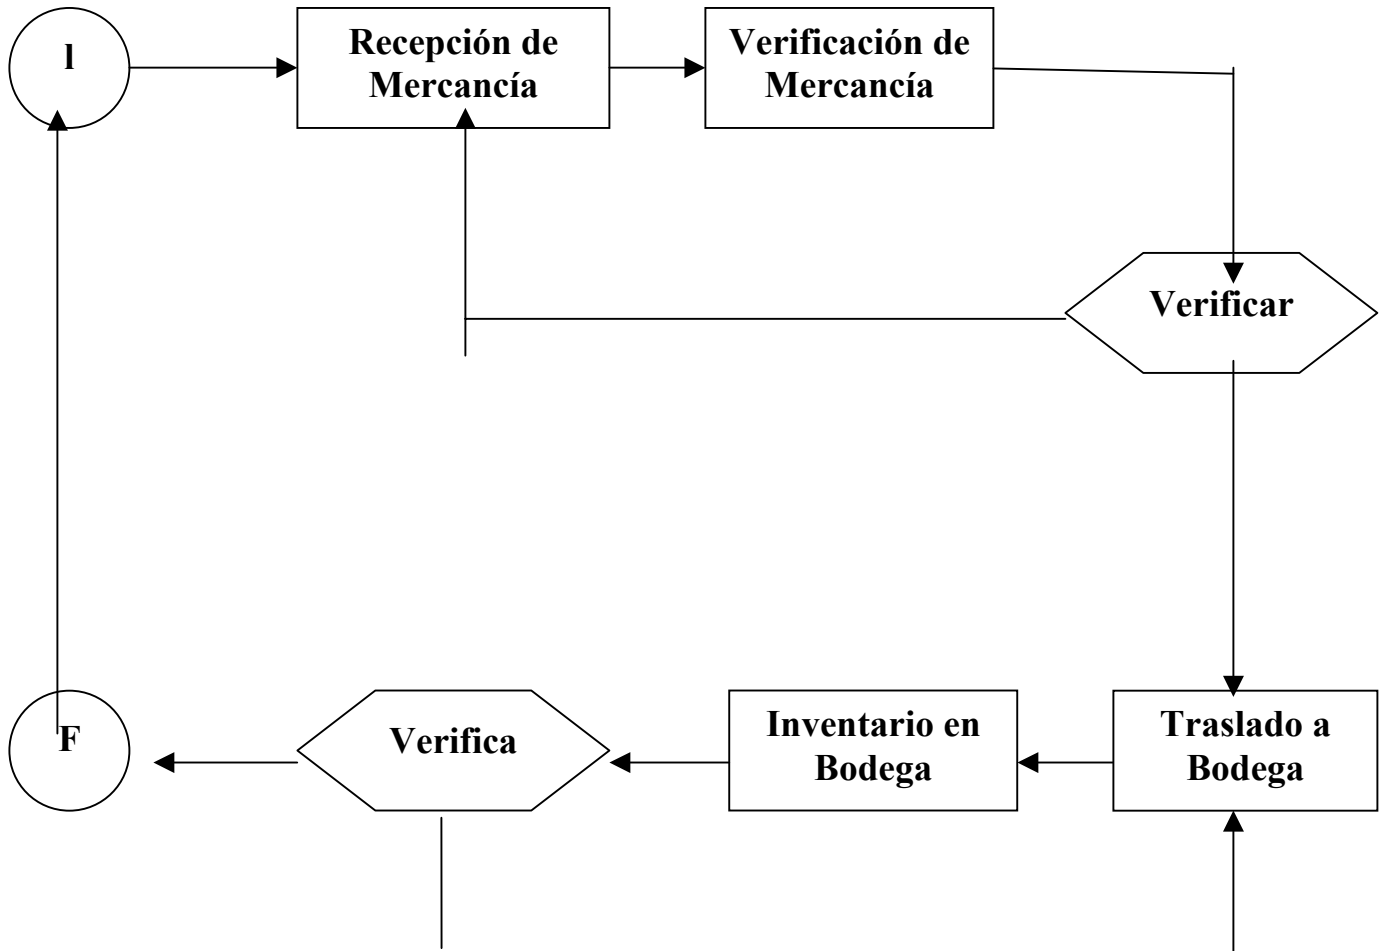 I
Recepción de
Mercancía
Verificación de
Mercancía
Verificar
F
Verifica
Inventario en
Bodega
Traslado a
Bodega